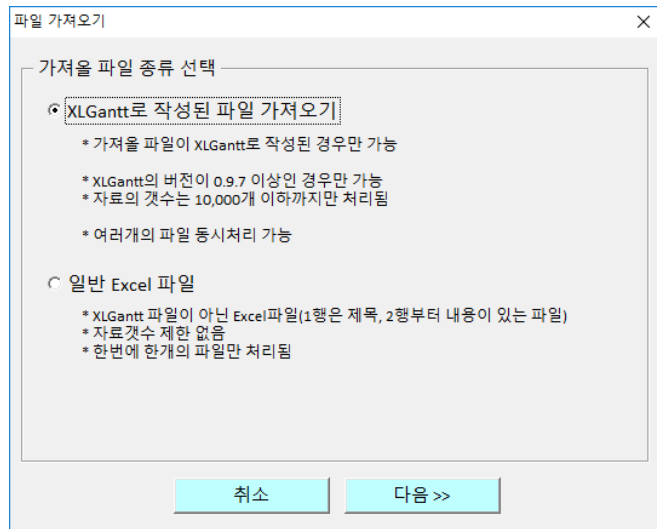 파일 가져오기
가져올 파일 종류 선택
XLGantt로 작성된 파일 가져오기
* 가져올 파일이 XLGantt로 작성된 경우만 가능
* XLGantt의 버전이 0.9.7 이상인 경우만 가능
* 자료의 갯수는 10,000개 이하까지만 처리됨
* 여러개의 파일 동시처리 가능
일반 Excel 파일
* XLGantt 파일이 아닌 Excel파일(1행은 제목, 2행부터 내용이 있는 파일)
* 자료갯수 제한 없음
* 한번에 한개의 파일만 처리됨
취소
다음 >>